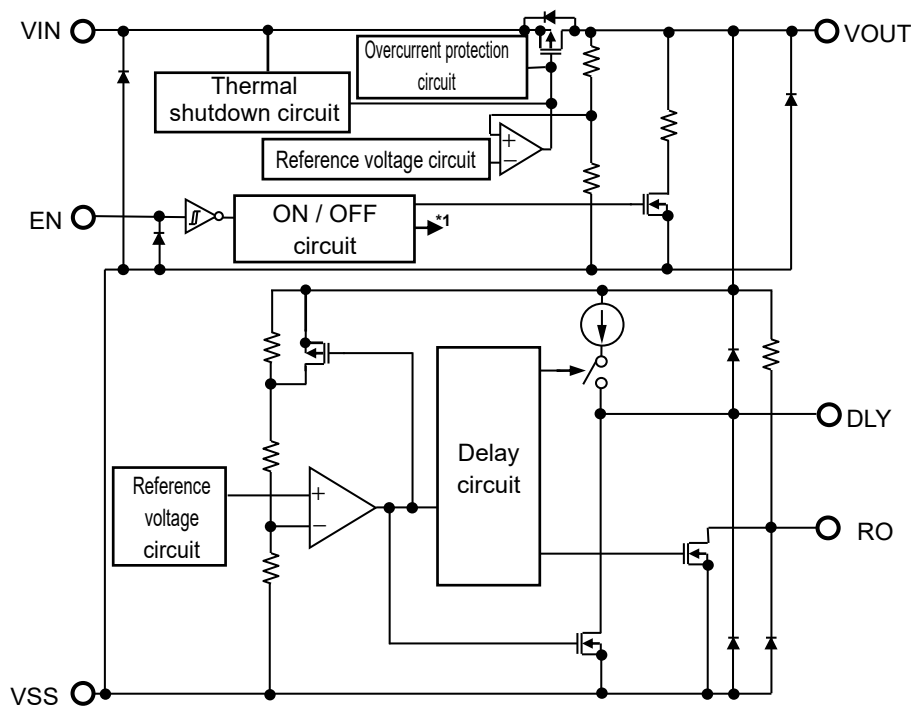 VIN
VOUT
Overcurrent protection
circuit
Thermal
shutdown circuit
+
−
Reference voltage circuit
EN
ON / OFF
circuit
*1
DLY
Delay
circuit
Reference
voltage
circuit
+
−
RO
VSS